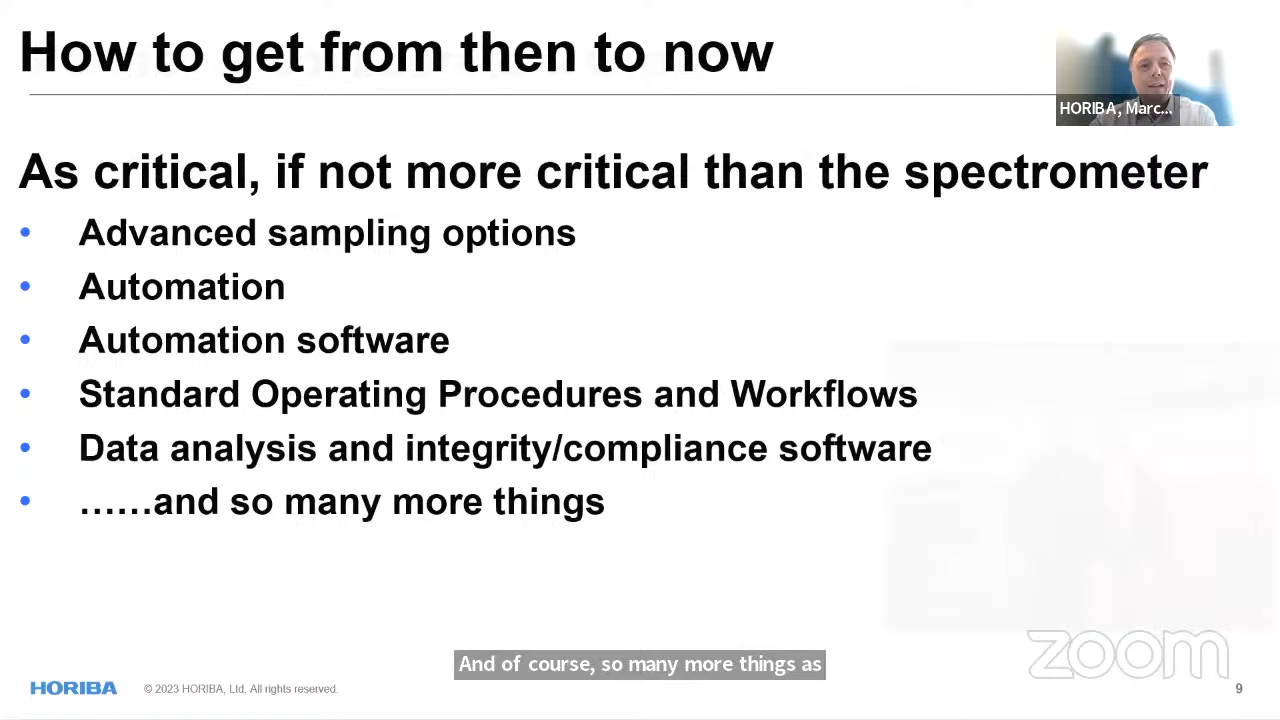 How to get from then to now
HORIBA, Marc...
As critical, if not more critical than the spectrometer
• Advanced sampling options
• Automation
• Automation software
• Standard Operating Procedures and Workflows
• Data analysis and integrity/compliance software
• ……and so many more things
And of course, so many more things as
zoom
HORIBA
© 2023 HORIBA, Ltd. All rights reserved.
9